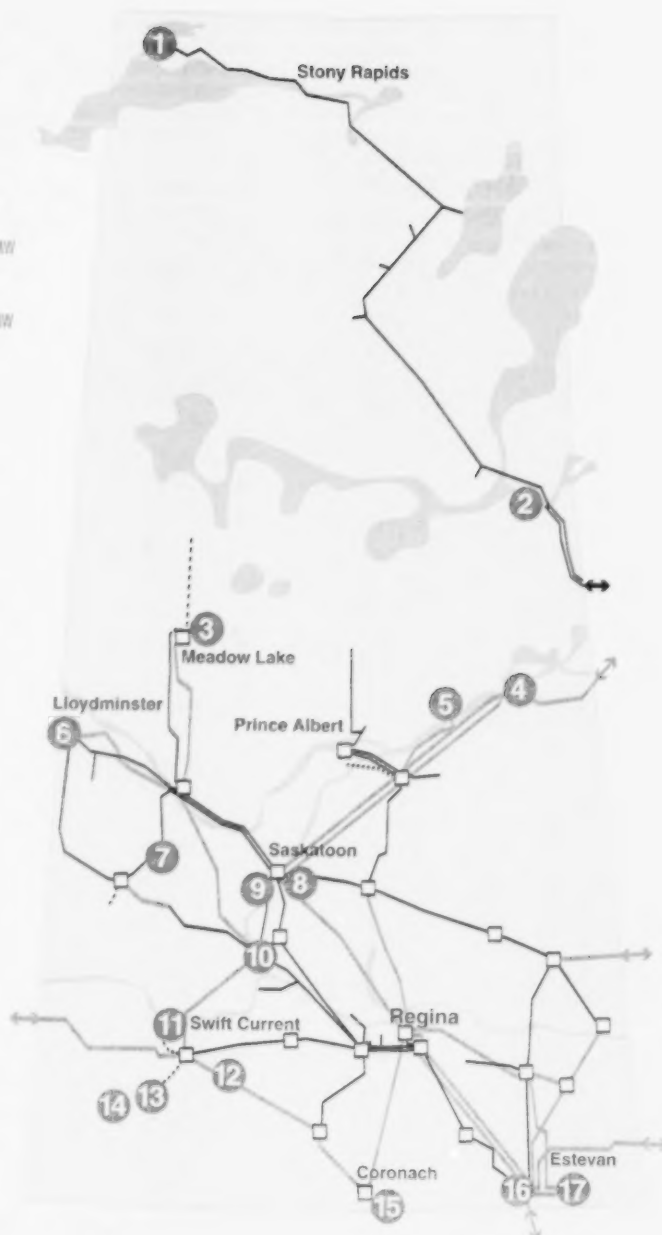 1
Stony Rapids
2
3
Meadow Lake
Lloydminster
5
4
Prince Albert
6
Saskatoon
7
9
8
10
11
Swift Current
Regina
12
13
14
Coronach
Estevan
15
16
17